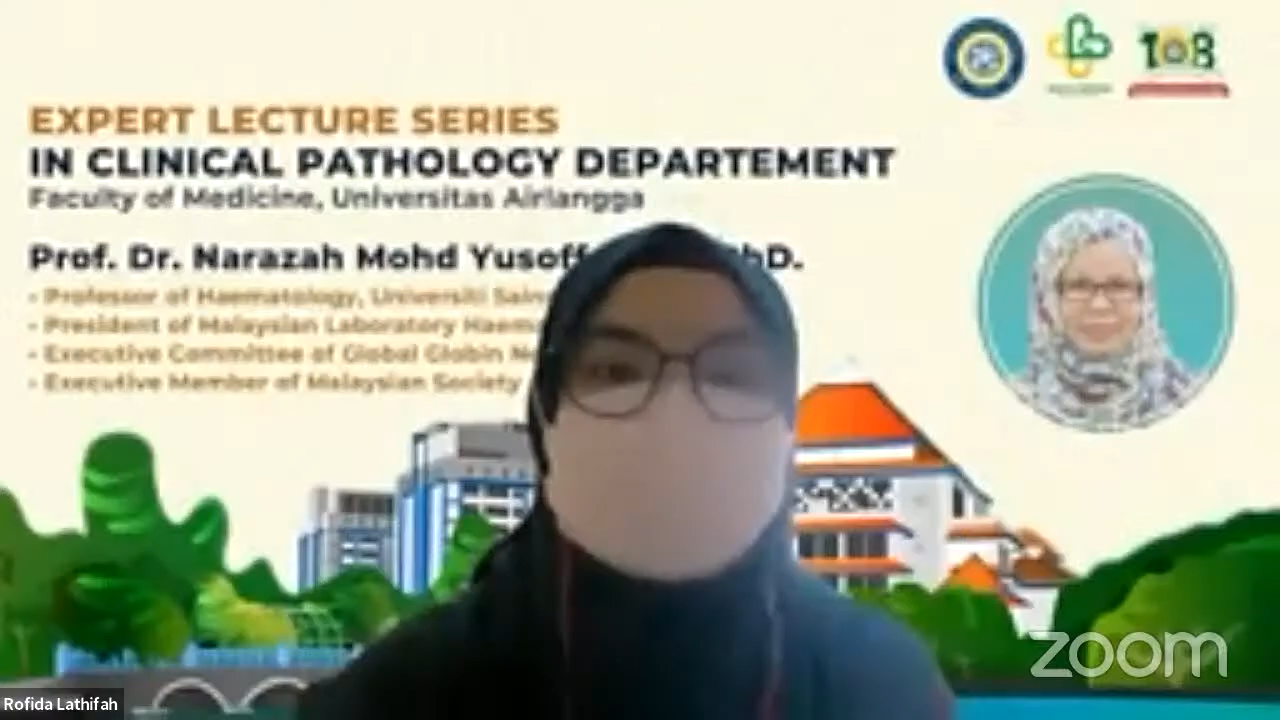 108
EXPERT LECTURE SERIES
IN CLINICAL PATHOLOGY DEPARTEMENT
Faculty of Medicine, Universitas Airlangga
Prof. Dr. Narazah Mohd Yusoff
- Professor of Haematology, Universiti
- President of Malaysian Laboratory
- Executive Committee of Global Globin
- Executive Member of Malaysian Society
zoom
Rofida Lathifah